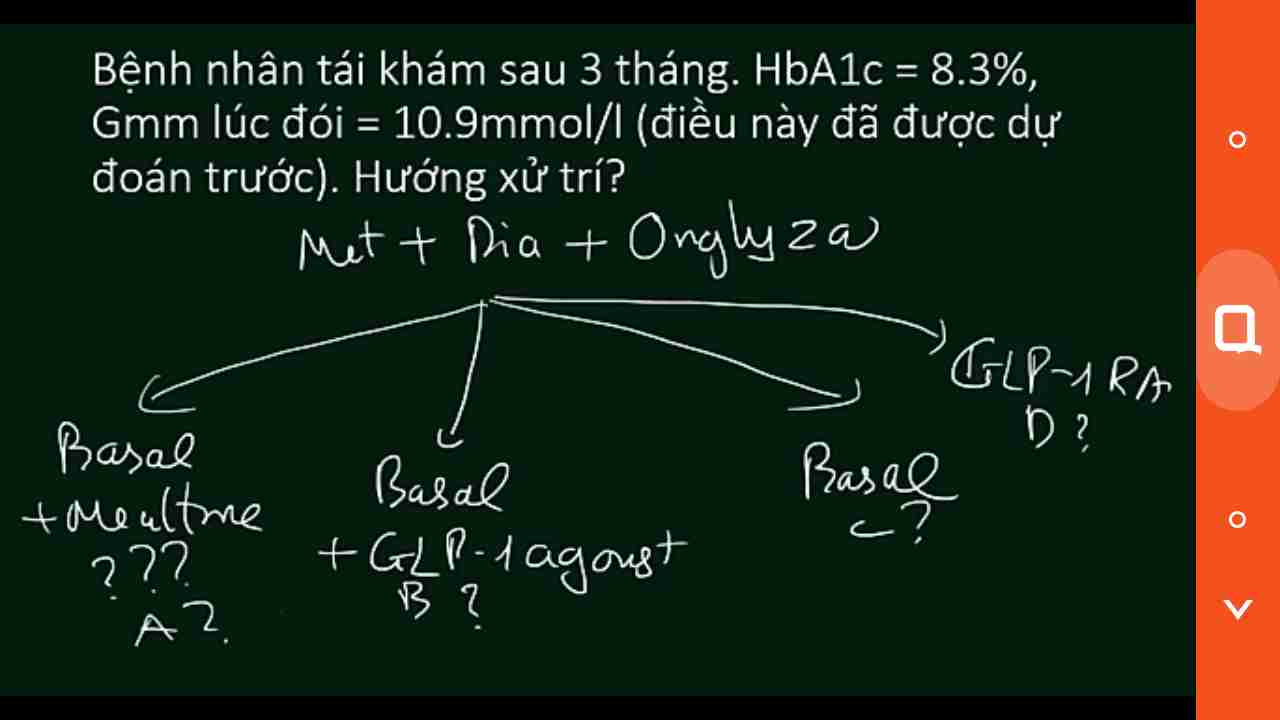 Bệnh nhân tái khám sau 3 tháng. HbA1c = 8.3%,
Gmm lúc đói = 10.9mmol/l (điều này đã được dự
đoán trước). Hướng xử trí?
Met + Dia + Onglyza
GLP-1 RA
D ?
Basal
+ Mealtime
???
A ?
Basal
+ GLP-1 agonist
B ?
Basal
C ?